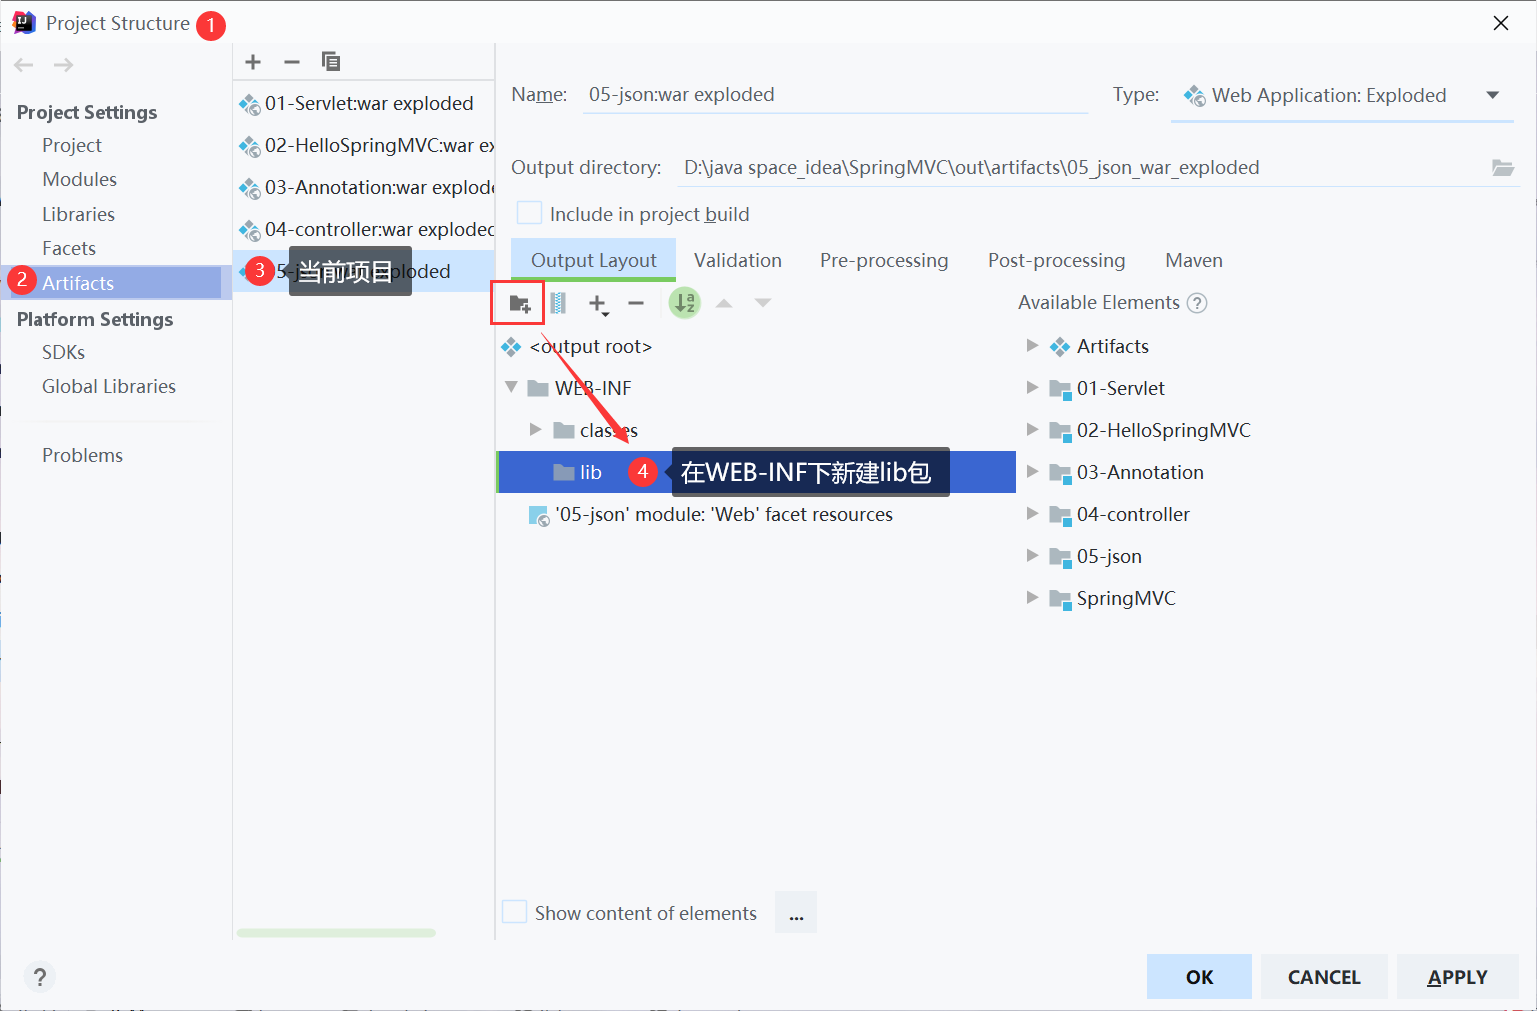 Project Structure 1
Project Settings
Project
Modules
Libraries
Facets
2 Artifacts
Platform Settings
SDKs
Global Libraries
Problems
01-Servlet:war exploded
02-HelloSpringMVC:war ex
03-Annotation:war explode
04-controller:war exploded
3 当前项目 ploded
Name: 05-json:war exploded
Type: Web Application: Exploded
Output directory: D:\java space_idea\SpringMVC\out\artifacts\05_json_war_exploded
Include in project build
Output Layout Validation Pre-processing Post-processing Maven
Available Elements ?
<output root>
WEB-INF
classes
lib 4 在WEB-INF下新建lib包
'05-json' module: 'Web' facet resources
Artifacts
01-Servlet
02-HelloSpringMVC
03-Annotation
04-controller
05-json
SpringMVC
Show content of elements ...
? OK CANCEL APPLY